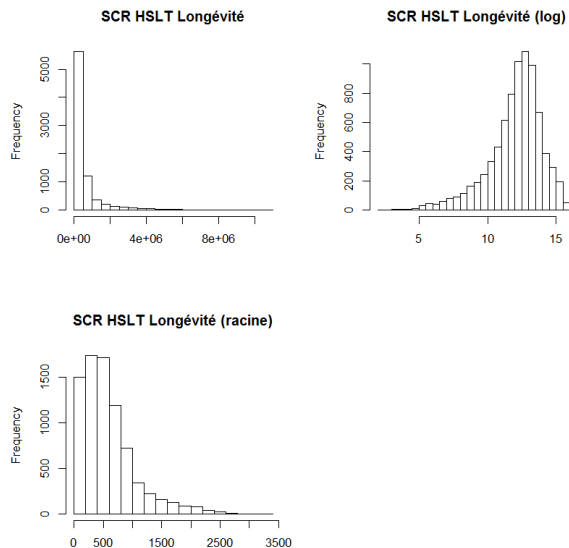 SCR HSLT Longévité
Frequency
5000
3000
1000
0
0e+00 4e+06 8e+06
SCR HSLT Longévité (log)
Frequency
800
600
400
200
0
5 10 15
SCR HSLT Longévité (racine)
Frequency
1500
1000
500
0
0 500 1500 2500 3500